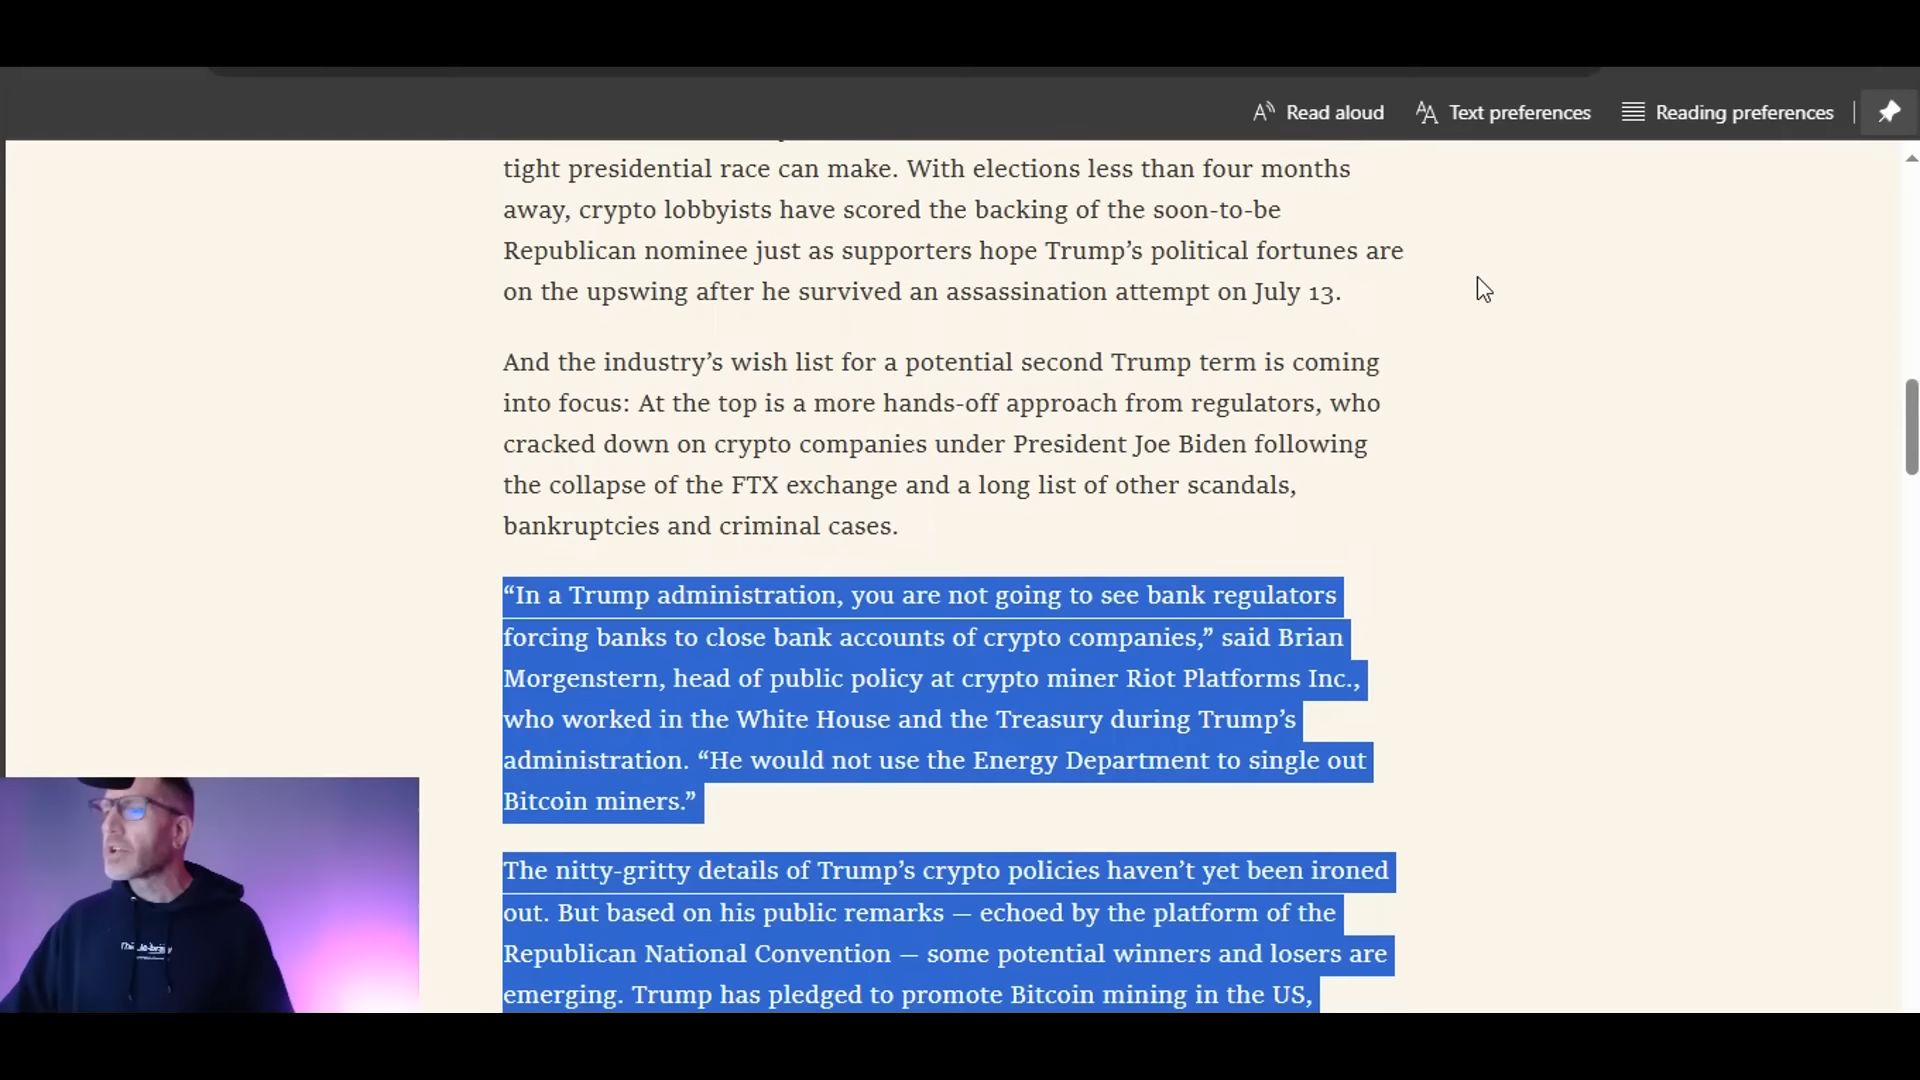 Read aloud
Text preferences
Reading preferences
tight presidential race can make. With elections less than four months
away, crypto lobbyists have scored the backing of the soon-to-be
Republican nominee just as supporters hope Trump’s political fortunes are
on the upswing after he survived an assassination attempt on July 13.
And the industry’s wish list for a potential second Trump term is coming
into focus: At the top is a more hands-off approach from regulators, who
cracked down on crypto companies under President Joe Biden following
the collapse of the FTX exchange and a long list of other scandals,
bankruptcies and criminal cases.
“In a Trump administration, you are not going to see bank regulators
forcing banks to close bank accounts of crypto companies,” said Brian
Morgenstern, head of public policy at crypto miner Riot Platforms Inc.,
who worked in the White House and the Treasury during Trump’s
administration. “He would not use the Energy Department to single out
Bitcoin miners.”
The nitty-gritty details of Trump’s crypto policies haven’t yet been ironed
out. But based on his public remarks — echoed by the platform of the
Republican National Convention — some potential winners and losers are
emerging. Trump has pledged to promote Bitcoin mining in the US,